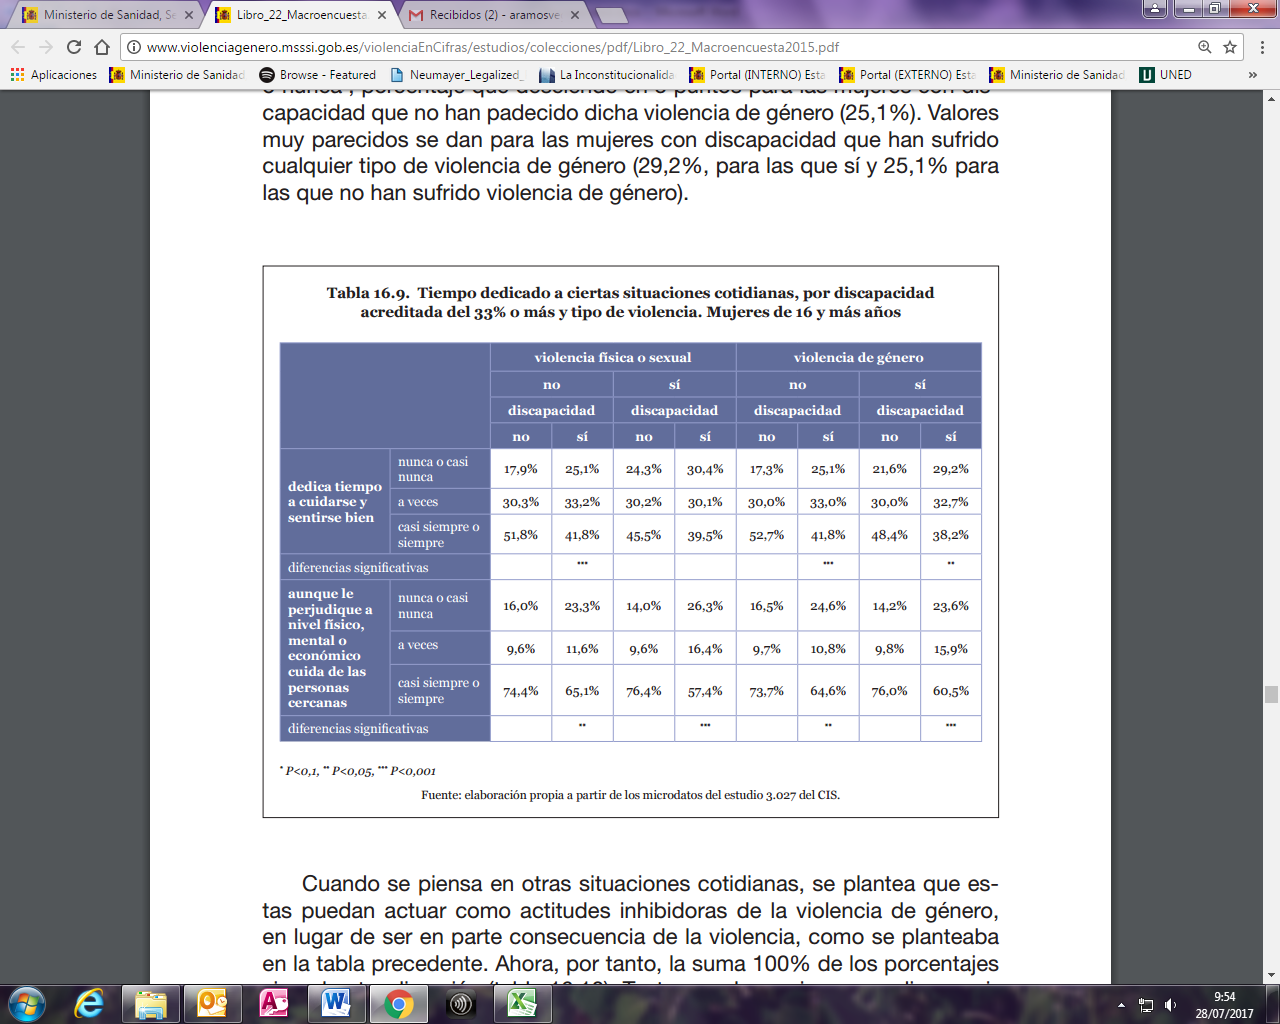 Ministerio de Sanidad, Se
Libro_22_Macroencuesta
Recibidos (2) - aramosve
www.violenciagenero.msssi.gob.es/violenciaEnCifras/estudios/colecciones/pdf/Libro_22_Macroencuesta2015.pdf
Aplicaciones Ministerio de Sanidad Browse - Featured Neumayer_Legalized_ La Inconstitucionalida Portal (INTERNO) Esta Portal (EXTERNO) Esta Ministerio de Sanidad UNED »
capacidad que no han padecido dicha violencia de género (25,1%). Valores
muy parecidos se dan para las mujeres con discapacidad que han sufrido
cualquier tipo de violencia de género (29,2%, para las que sí y 25,1% para
las que no han sufrido violencia de género).
Tabla 16.9. Tiempo dedicado a ciertas situaciones cotidianas, por discapacidad
acreditada del 33% o más y tipo de violencia. Mujeres de 16 y más años
violencia física o sexual violencia de género
no sí no sí
discapacidad discapacidad discapacidad discapacidad
no sí no sí no sí no sí
dedica tiempo
a cuidarse y
sentirse bien
nunca o casi
nunca
17,9% 25,1% 24,3% 30,4% 17,3% 25,1% 21,6% 29,2%
a veces 30,3% 33,2% 30,2% 30,1% 30,0% 33,0% 30,0% 32,7%
casi siempre o
siempre
51,8% 41,8% 45,5% 39,5% 52,7% 41,8% 48,4% 38,2%
diferencias significativas *** *** **
aunque le
perjudique a
nivel físico,
mental o
económico
cuida de las
personas
cercanas
nunca o casi
nunca
16,0% 23,3% 14,0% 26,3% 16,5% 24,6% 14,2% 23,6%
a veces 9,6% 11,6% 9,6% 16,4% 9,7% 10,8% 9,8% 15,9%
casi siempre o
siempre
74,4% 65,1% 76,4% 57,4% 73,7% 64,6% 76,0% 60,5%
diferencias significativas ** *** ** ***
* P<0,1, ** P<0,05, *** P<0,001
Fuente: elaboración propia a partir de los microdatos del estudio 3.027 del CIS.
Cuando se piensa en otras situaciones cotidianas, se plantea que es-
tas puedan actuar como actitudes inhibidoras de la violencia de género,
en lugar de ser en parte consecuencia de la violencia, como se planteaba
en la tabla precedente. Ahora, por tanto, la suma 100% de los porcentajes
9:54
28/07/2017